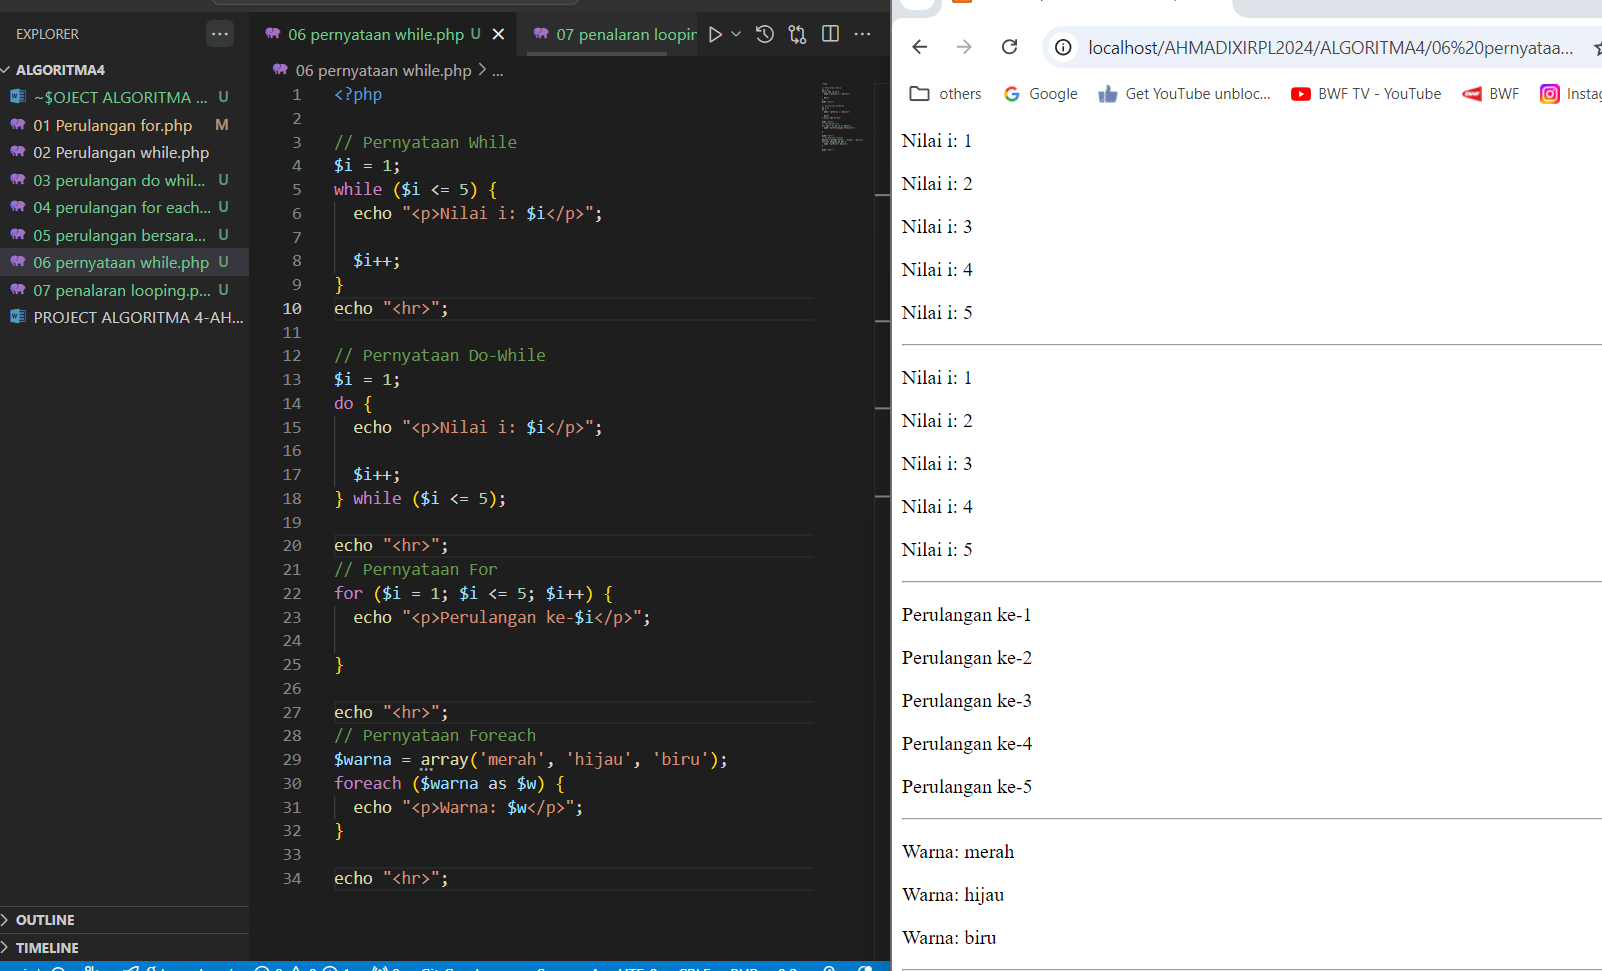 EXPLORER
ALGORITMA4
~$OJECT ALGORITMA ... U
01 Perulangan for.php M
02 Perulangan while.php
03 perulangan do whil... U
04 perulangan for each... U
05 perulangan bersara... U
06 pernyataan while.php U
07 penalaran looping.p... U
PROJECT ALGORITMA 4-AH...
OUTLINE
TIMELINE
06 pernyataan while.php U
07 penalaran loopin
06 pernyataan while.php > ...
1 <?php
2
3 // Pernyataan While
4 $i = 1;
5 while ($i <= 5) {
6 echo "<p>Nilai i: $i</p>";
7
8 $i++;
9 }
10 echo "<hr>";
11
12 // Pernyataan Do-While
13 $i = 1;
14 do {
15 echo "<p>Nilai i: $i</p>";
16
17 $i++;
18 } while ($i <= 5);
19
20 echo "<hr>";
21 // Pernyataan For
22 for ($i = 1; $i <= 5; $i++) {
23 echo "<p>Perulangan ke-$i</p>";
24
25 }
26
27 echo "<hr>";
28 // Pernyataan Foreach
29 $warna = array('merah', 'hijau', 'biru');
30 foreach ($warna as $w) {
31 echo "<p>Warna: $w</p>";
32 }
33
34 echo "<hr>";
localhost/AHMADIXIRPL2024/ALGORITMA4/06%20pernyataa...
others Google Get YouTube unbloc... BWF TV - YouTube BWF Insta
Nilai i: 1
Nilai i: 2
Nilai i: 3
Nilai i: 4
Nilai i: 5
Nilai i: 1
Nilai i: 2
Nilai i: 3
Nilai i: 4
Nilai i: 5
Perulangan ke-1
Perulangan ke-2
Perulangan ke-3
Perulangan ke-4
Perulangan ke-5
Warna: merah
Warna: hijau
Warna: biru